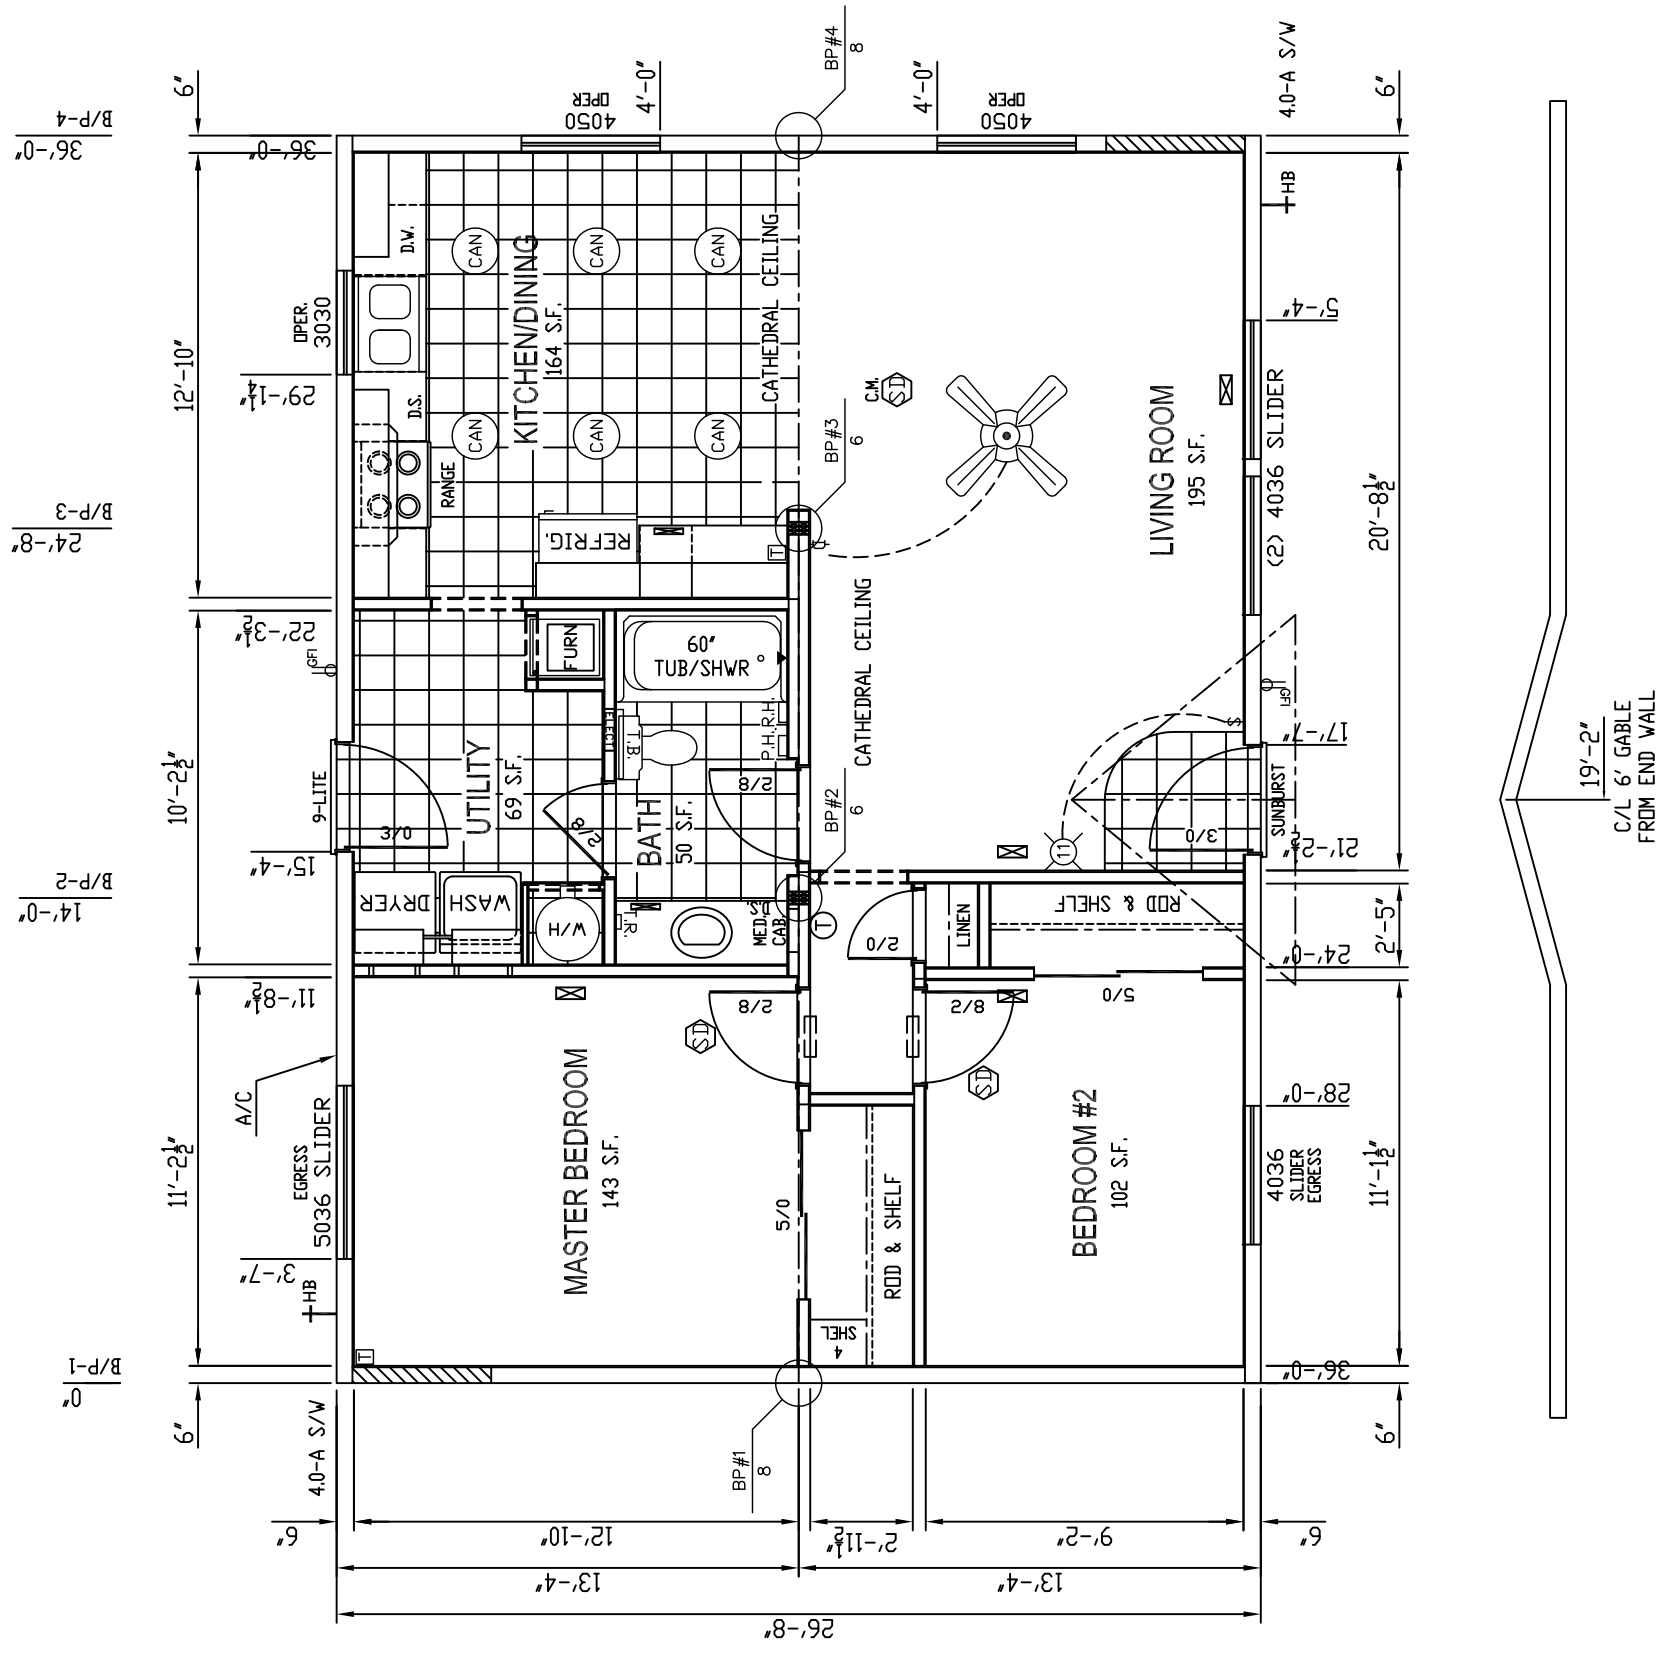 B/P-4
36'-0"
B/P-3
24'-8"
B/P-2
14'-0"
B/P-1
0"
6"
12'-10"
10'-2½"
11'-2½"
6"
36'-0"
OPER.
3030
29'-1¼"
22'-3½"
GFI
9-LITE
15'-4"
11'-8½"
A/C
EGRESS
5036 SLIDER
3'-7"
HB
4.0-A S/W
4050
OPER
4'-0"
4'-0"
4050
OPER
BP#4
8
4.0-A S/W
6"
HB
D.W.
CAN
CAN
CAN
KITCHEN/DINING
164 S.F.
CATHEDRAL CEILING
D.S.
CAN
CAN
CAN
RANGE
REFRIG.
T
BP#3
6
C.M.
SD
LIVING ROOM
195 S.F.
5'-4"
(2) 4036 SLIDER
20'-8½"
CATHEDRAL CEILING
FURN
60"
TUB/SHWR
UTILITY
69 S.F.
3/0
ELECT.
T.B.
P.H.R.H.
2/8
2/8
BATH
50 S.F.
BP#2
6
DRYER
WASH
W/H
T.R.
MED.
CAB.
D.S.
T
S
GFI
17'-7"
SUNBURST
3/0
21'-2½"
11
2/0
LINEN
ROD & SHELF
2'-5"
24'-0"
5/0
2/8
2/8
SD
SD
MASTER BEDROOM
143 S.F.
5/0
ROD & SHELF
4
SHEL
BEDROOM #2
102 S.F.
28'-0"
4036
SLIDER
EGRESS
11'-1½"
36'-0"
6"
T
BP#1
8
6"
12'-10"
2'-11½"
9'-2"
6"
13'-4"
13'-4"
26'-8"
19'-2"
C/L 6' GABLE
FROM END WALL